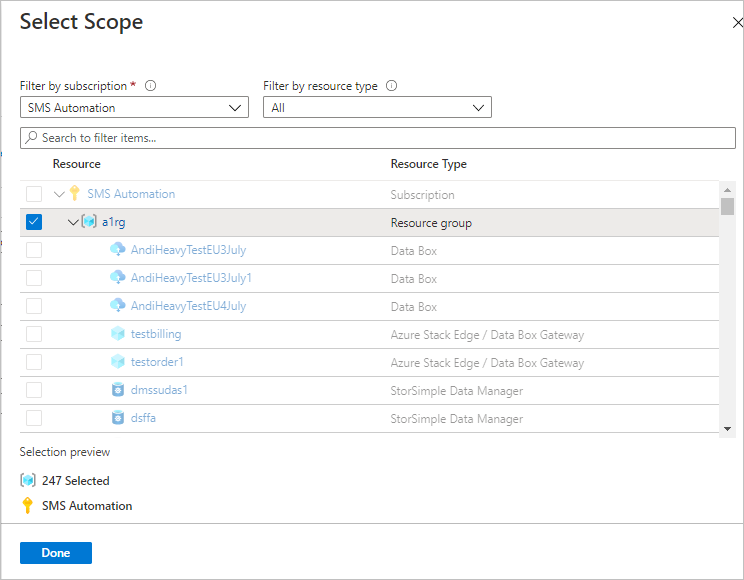 Select Scope
Filter by subscription * Filter by resource type
SMS Automation All
Search to filter items...
Resource Resource Type
SMS Automation Subscription
a1rg Resource group
AndiHeavyTestEU3July Data Box
AndiHeavyTestEU3July1 Data Box
AndiHeavyTestEU4July Data Box
testbilling Azure Stack Edge / Data Box Gateway
testorder1 Azure Stack Edge / Data Box Gateway
dmssudas1 StorSimple Data Manager
dsffa StorSimple Data Manager
Selection preview
247 Selected
SMS Automation
Done